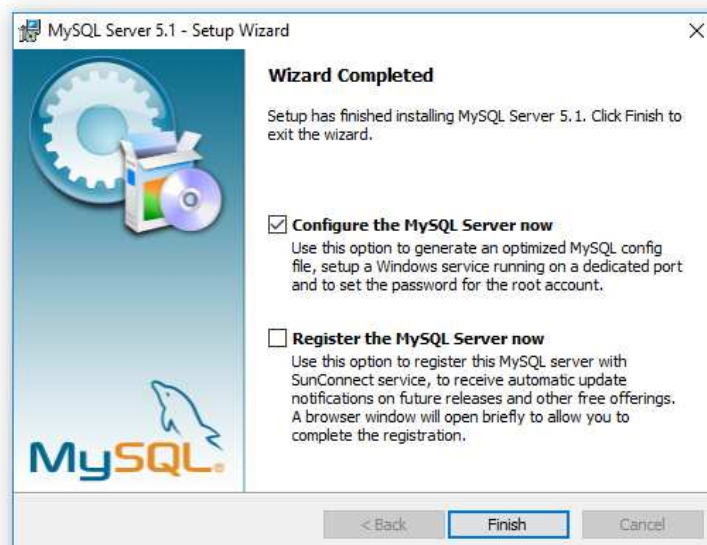 MySQL Server 5.1 - Setup Wizard
Wizard Completed
Setup has finished installing MySQL Server 5.1. Click Finish to
exit the wizard.
Configure the MySQL Server now
Use this option to generate an optimized MySQL config
file, setup a Windows service running on a dedicated port
and to set the password for the root account.
Register the MySQL Server now
Use this option to register this MySQL server with
SunConnect service, to receive automatic update
notifications on future releases and other free offerings.
A browser window will open briefly to allow you to
complete the registration.
MySQL®
< Back
Finish
Cancel